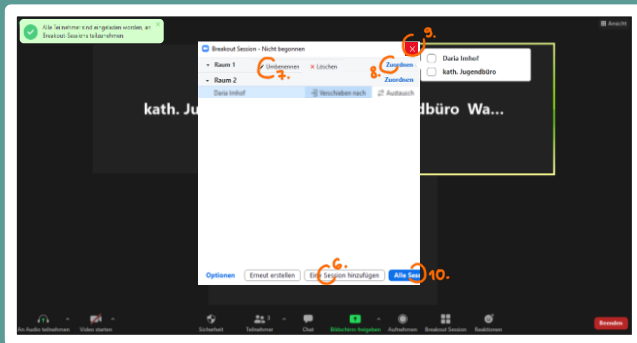 Alle Teilnehmer sind eingeladen worden, an
Breakout-Sessions teilzunehmen
Ansicht
Breakout Session - Nicht begonnen
9.
Raum 1
Umbenennen
Löschen
7.
8.
Zuordnen
Daria Imhof
kath. Jugendbüro
Raum 2
Zuordnen
Daria Imhof
Verschieben nach
Austausch
kath. Ju
dbüro Wa...
6.
Optionen
Erneut erstellen
Eine Session hinzufügen
Alle Sess
10.
An Audio teilnehmen
Video starten
Sicherheit
Teilnehmer
3
Chat
Bildschirm freigeben
Aufnehmen
Breakout Session
Reaktionen
Beenden